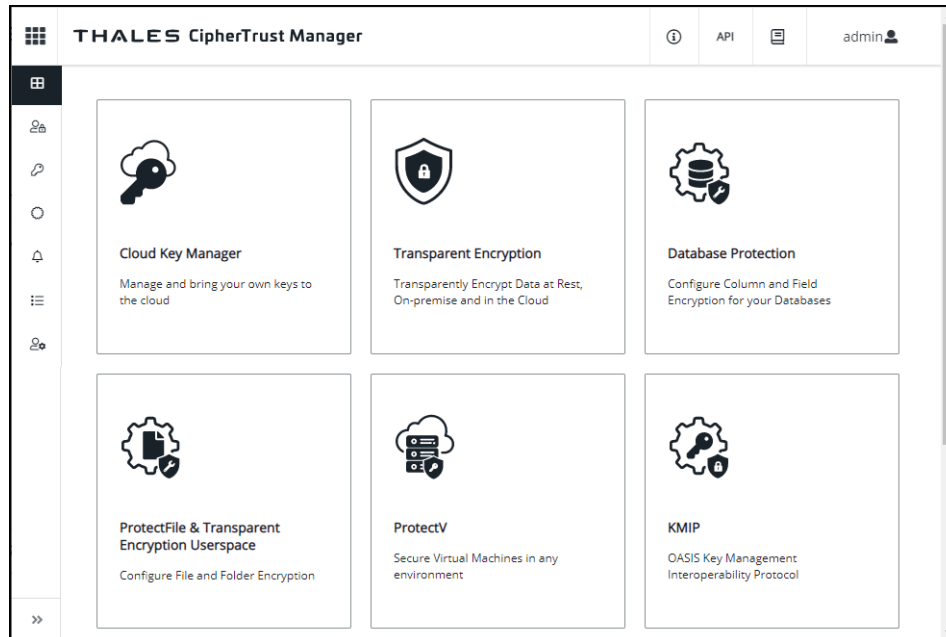 THALES CipherTrust Manager
API
admin
Cloud Key Manager
Manage and bring your own keys to
the cloud
Transparent Encryption
Transparently Encrypt Data at Rest,
On-premise and in the Cloud
Database Protection
Configure Column and Field
Encryption for your Databases
ProtectFile & Transparent
Encryption Userspace
Configure File and Folder Encryption
ProtectV
Secure Virtual Machines in any
environment
KMIP
OASIS Key Management
Interoperability Protocol